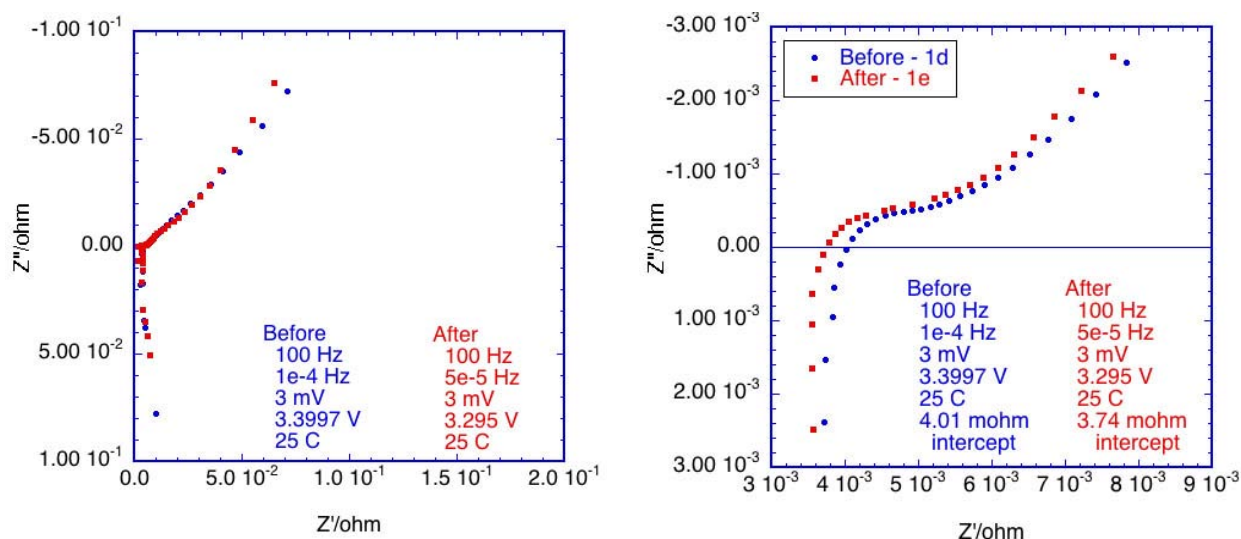 -1.00 10-1
-5.00 10-2
0.00
5.00 10-2
1.00 10-1
Z"/ohm
Before
100 Hz
1e-4 Hz
3 mV
3.3997 V
25 C
After
100 Hz
5e-5 Hz
3 mV
3.295 V
25 C
0.0
5.0 10-2
1.0 10-1
1.5 10-1
2.0 10-1
Z'/ohm
-3.00 10-3
-2.00 10-3
-1.00 10-3
0.00
1.00 10-3
2.00 10-3
3.00 10-3
Z"/ohm
Before - 1d
After - 1e
Before
100 Hz
1e-4 Hz
3 mV
3.3997 V
25 C
4.01 mohm
intercept
After
100 Hz
5e-5 Hz
3 mV
3.295 V
25 C
3.74 mohm
intercept
3 10-3
4 10-3
5 10-3
6 10-3
7 10-3
8 10-3
9 10-3
Z'/ohm